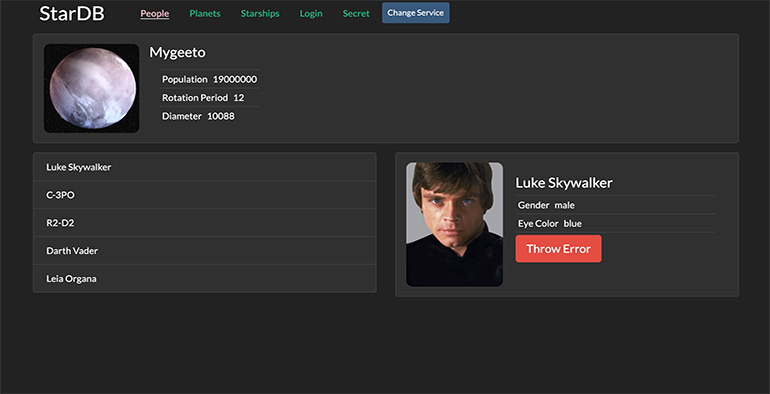 StarDB People Planets Starships Login Secret Change Service
Mygeeto
Population 19000000
Rotation Period 12
Diameter 10088
Luke Skywalker
C-3PO
R2-D2
Darth Vader
Leia Organa
Luke Skywalker
Gender male
Eye Color blue
Throw Error